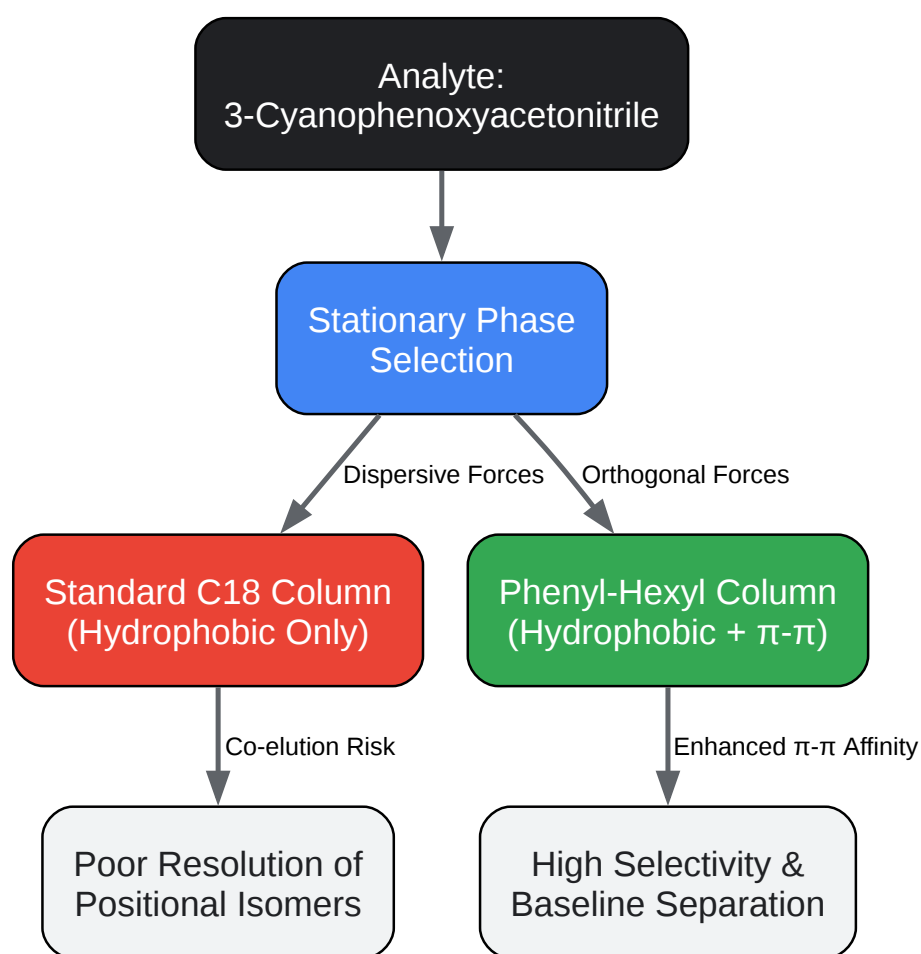 Analyte:
3-Cyanophenoxyacetonitrile
Stationary Phase
Selection
Dispersive Forces
Orthogonal Forces
Standard C18 Column
(Hydrophobic Only)
Phenyl-Hexyl Column
(Hydrophobic + π-π)
Co-elution Risk
Enhanced π-π Affinity
Poor Resolution of
Positional Isomers
High Selectivity &
Baseline Separation